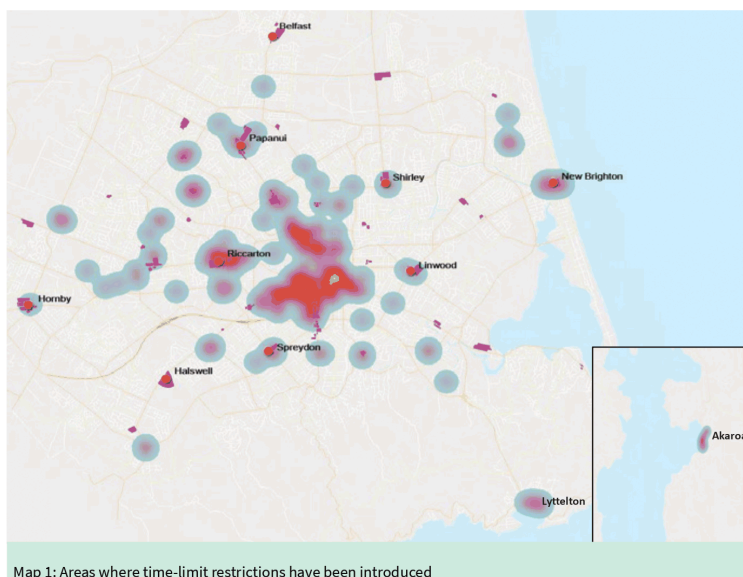 Belfast
Papanui
Shirley
New Brighton
Riccarton
Linwood
Hornby
Spreydon
Halswell
Akaroa
Lyttelton
Map 1: Areas where time-limit restrictions have been introduced